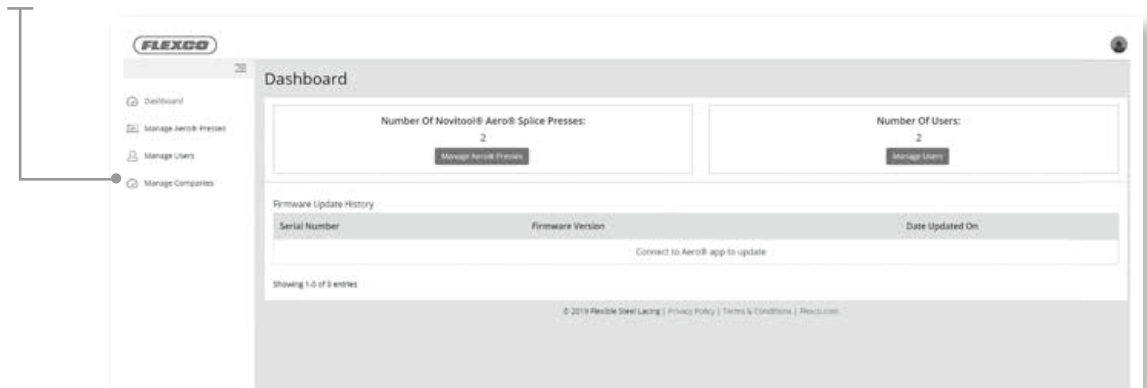 FLEXCO
Dashboard
Dashboard
Manage Aero® Presses
Manage Users
Manage Companies
Number Of Novitool® Aero® Splice Presses:
2
Manage Aero® Presses
Number Of Users:
2
Manage Users
Firmware Update History
Serial Number Firmware Version Date Updated On
Connect to Aero® app to update
Showing 1-0 of 0 entries
© 2019 Flexible Steel Lacing | Privacy Policy | Terms & Conditions | Flexco.com